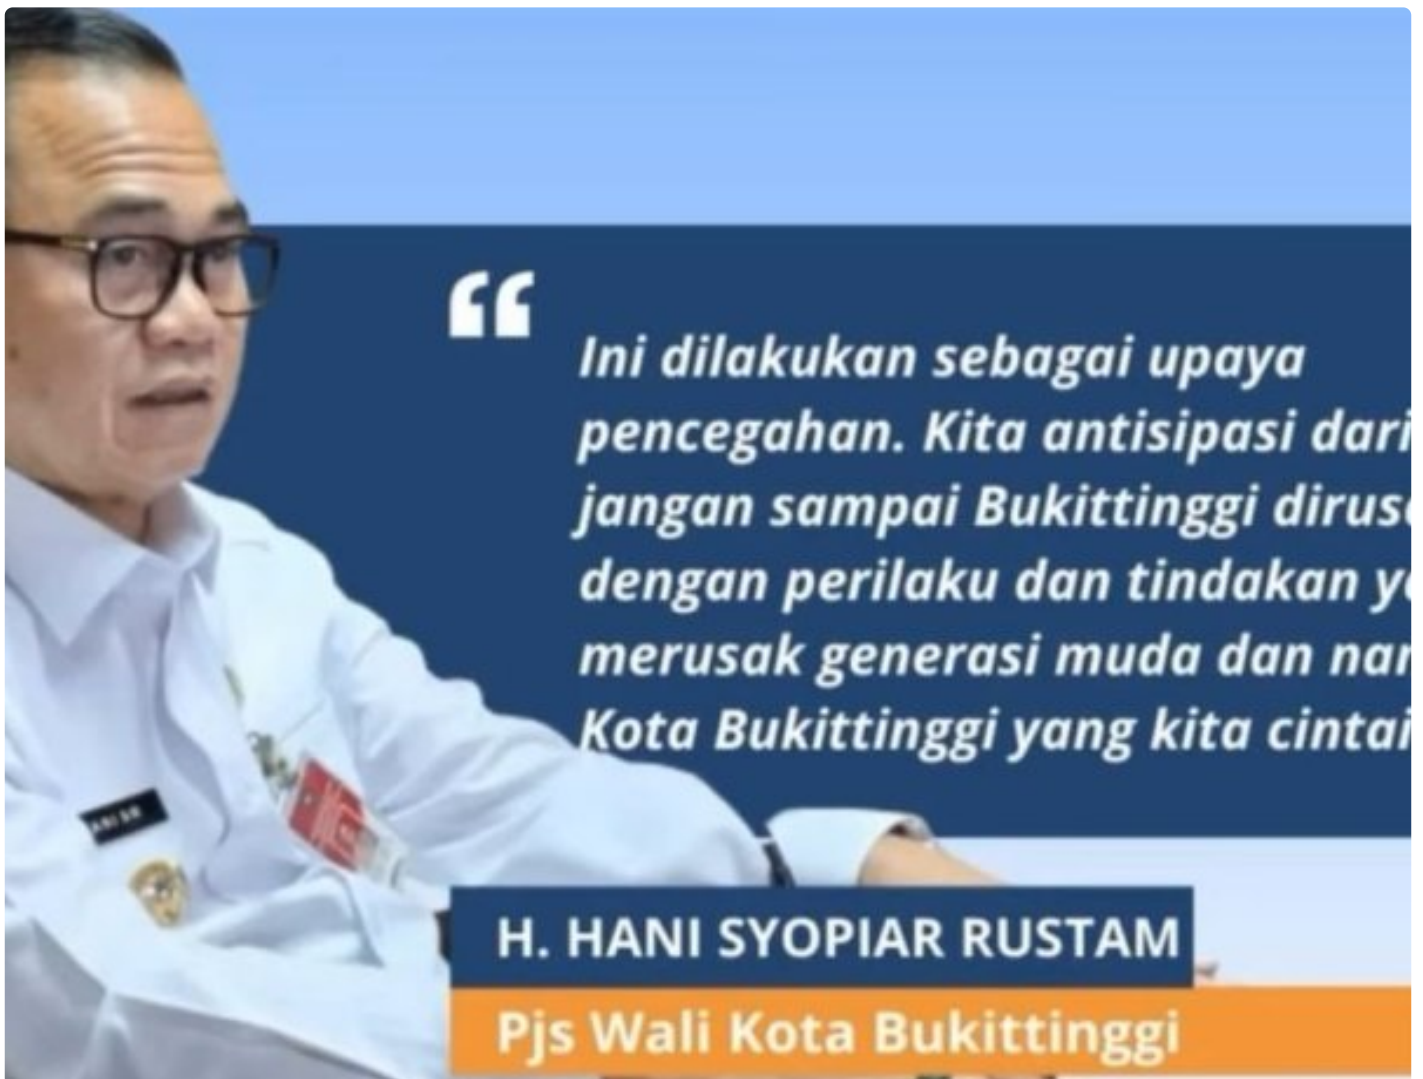 “
Ini dilakukan sebagai upaya
pencegahan. Kita antisipasi dari
jangan sampai Bukittinggi
dengan perilaku dan tindakan
merusak generasi muda dan
Kota Bukittinggi yang kita cintai
H. HANI SYOPIAR RUSTAM
Pjs Wali Kota Bukittinggi